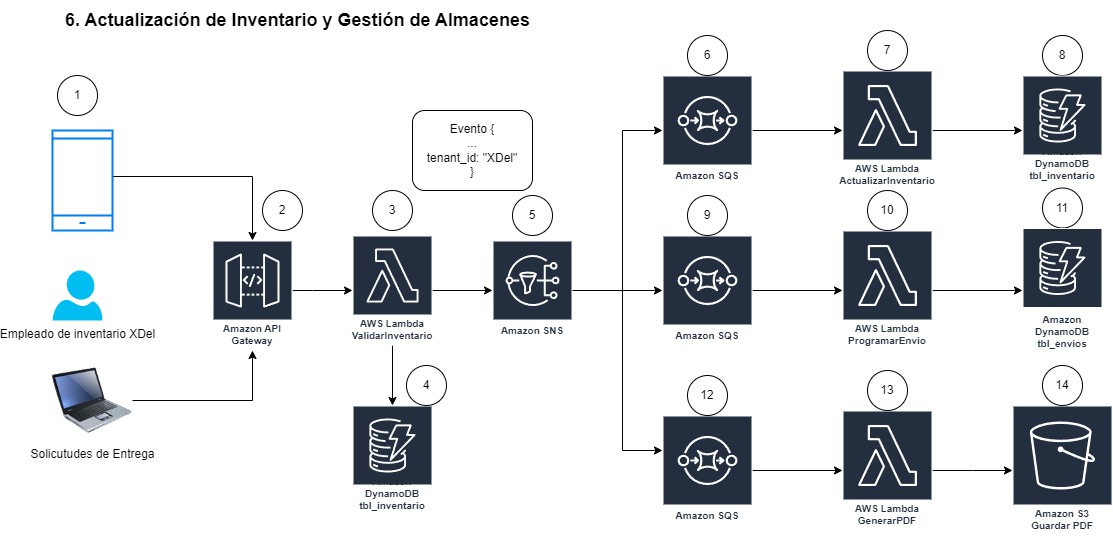 6. Actualización de Inventario y Gestión de Almacenes
1
Empleado de inventario XDel
Solicutudes de Entrega
2
Amazon API
Gateway
3
AWS Lambda
ValidarInventario
4
Amazon
DynamoDB
tbl_inventario
Evento {
...
tenant_id: "XDel"
}
5
Amazon SNS
6
Amazon SQS
7
AWS Lambda
ActualizarInventario
8
Amazon
DynamoDB
tbl_inventario
9
Amazon SQS
10
AWS Lambda
ProgramarEnvio
11
Amazon
DynamoDB
tbl_envios
12
Amazon SQS
13
AWS Lambda
GenerarPDF
14
Amazon S3
Guardar PDF